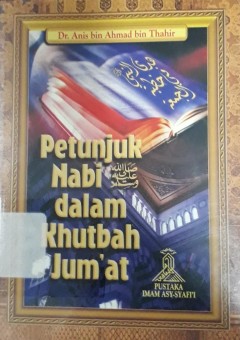 Dr. Anis bin Ahmad bin Thahir
Petunjuk
Nabi ﷺ
dalam
Khutbah
Jum'at
PUSTAKA
IMAM ASY-SYAFI'I